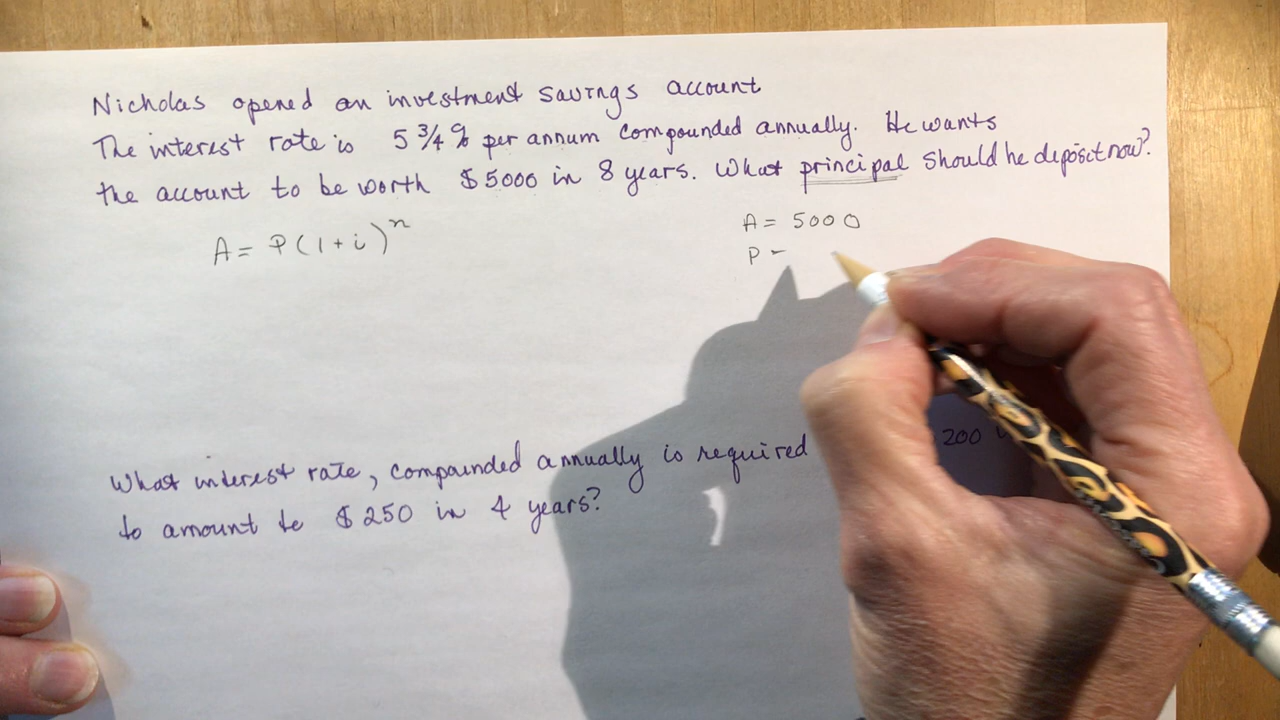 Nicholas opened an investment savings account
The interest rate is 5 3/4 % per annum compounded annually. He wants
the account to be worth $5000 in 8 years. What principal should he deposit now?
A = P(1+i)^n
A = 5000
P =
What interest rate, compounded annually is required
200
to amount to $250 in 4 years?